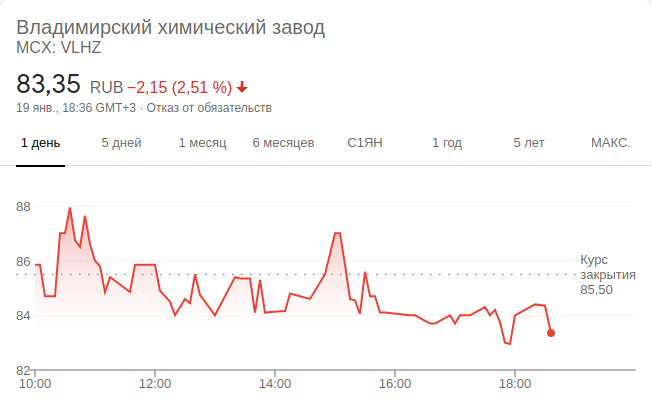 Владимирский химический завод
MCX: VLHZ
83,35 RUB −2,15 (2,51 %)
19 янв., 18:36 GMT+3 · Отказ от обязательств
1 день 5 дней 1 месяц 6 месяцев С1ЯН 1 год 5 лет МАКС.
88
86
84
82
Курс
закрытия
85,50
10:00 12:00 14:00 16:00 18:00